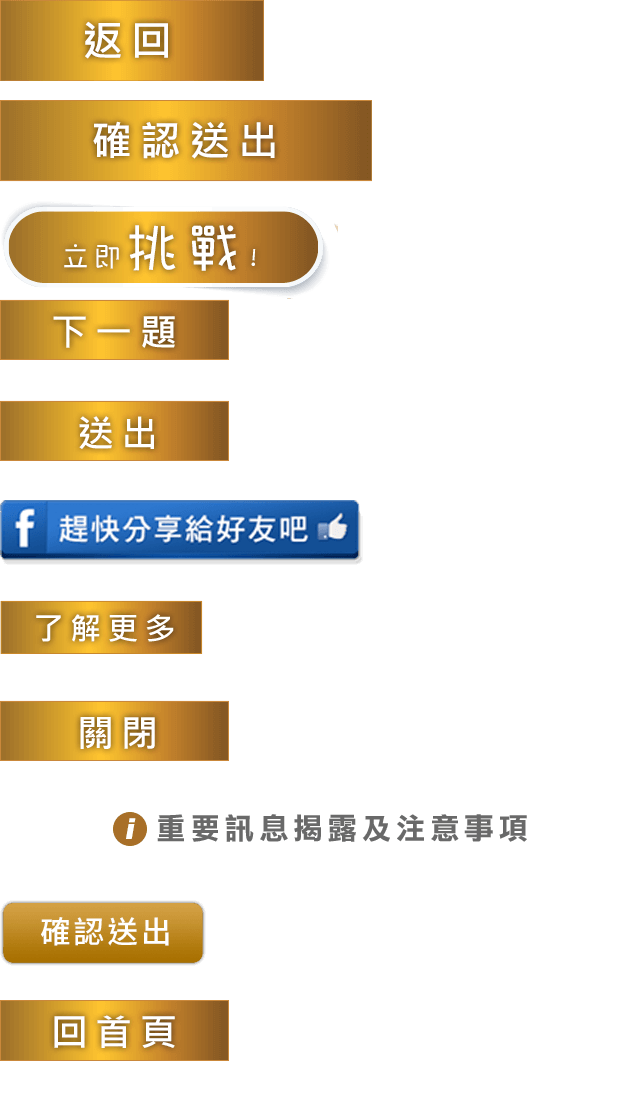 返回
確認送出
立即挑戰!
下一題
送出
f 趕快分享給好友吧
了解更多
關閉
i 重要訊息揭露及注意事項
確認送出
回首頁